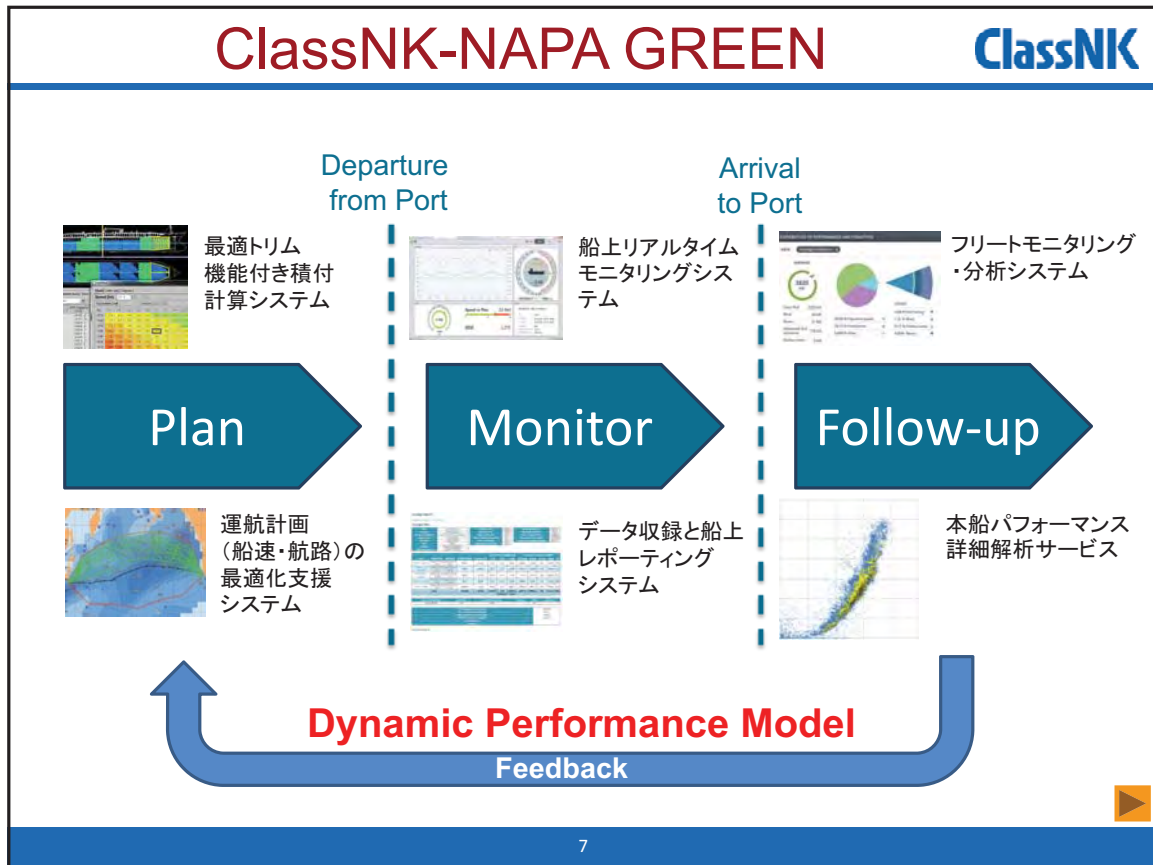 ClassNK-NAPA GREEN
ClassNK
Departure
from Port
Arrival
to Port
最適トリム
機能付き積付
計算システム
船上リアルタイム
モニタリングシス
テム
フリートモニタリング
・分析システム
Plan
Monitor
Follow-up
運航計画
（船速・航路）の
最適化支援
システム
データ収録と船上
レポーティング
システム
本船パフォーマンス
詳細解析サービス
Dynamic Performance Model
Feedback
7